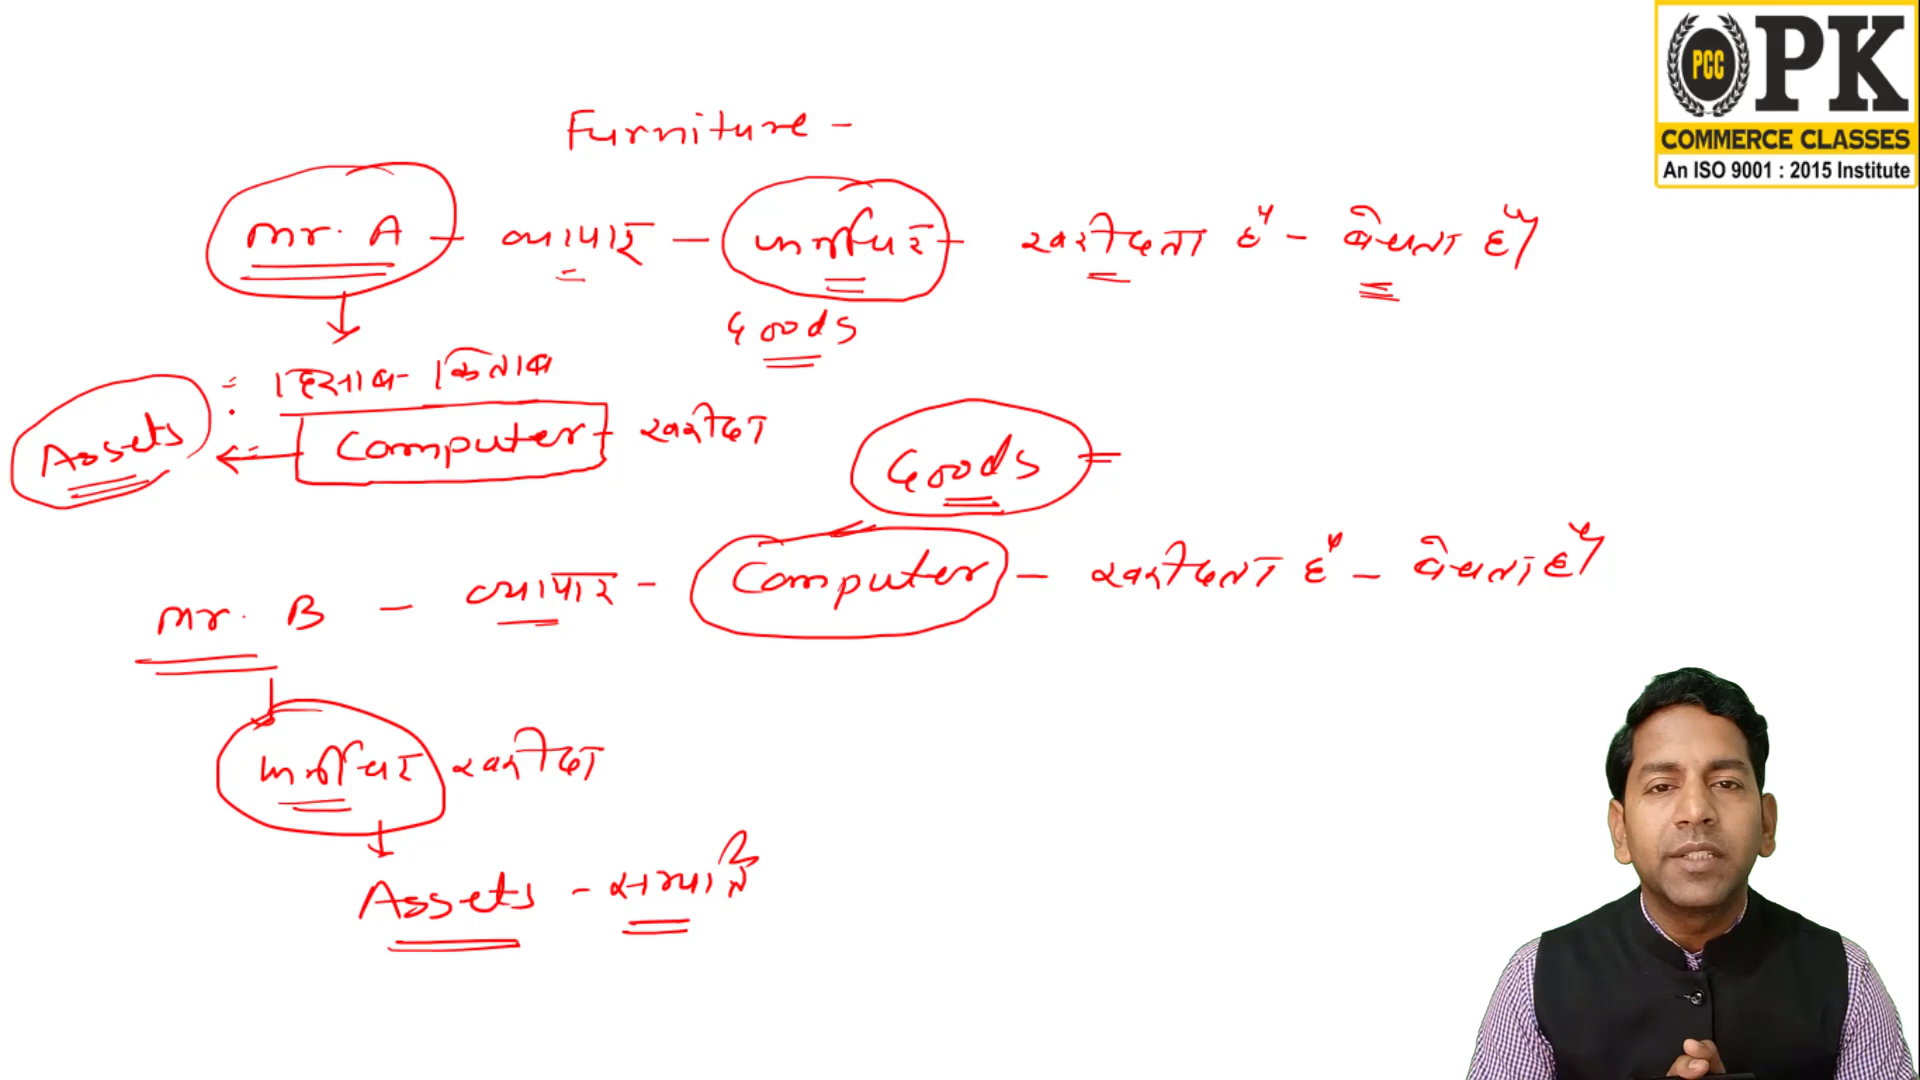 PCC PK
COMMERCE CLASSES
An ISO 9001 : 2015 Institute
Furniture -
Mr. A - व्यापार - फर्नीचर - खरीदता है - बेचता है
Goods
= हिसाब - किताब
Assets ← Computer - खरीदा
Goods =
Mr. B - व्यापार - Computer - खरीदता है - बेचता है
फर्नीचर खरीदा
Assets - सम्पत्ति